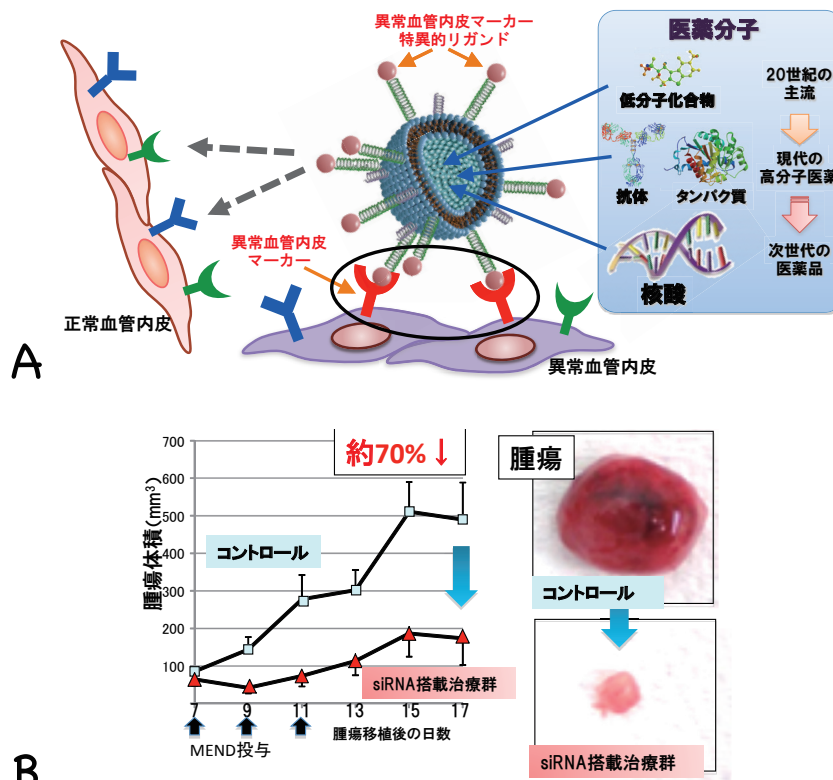 異常血管内皮マーカー
特異的リガンド
医薬分子
低分子化合物
20世紀の
主流
抗体
タンパク質
現代の
高分子医薬
核酸
次世代の
医薬品
異常血管内皮
マーカー
正常血管内皮
異常血管内皮
A
約70%↓
腫瘍体積(mm³)
700
600
500
400
300
200
100
コントロール
siRNA搭載治療群
7
9
11
13
15
17
MEND投与
腫瘍移植後の日数
腫瘍
コントロール
siRNA搭載治療群
B